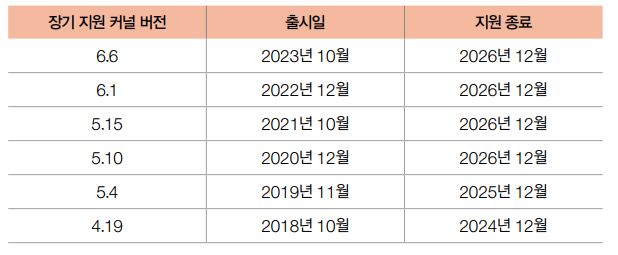 장기 지원 커널 버전 출시일 지원 종료
6.6 2023년 10월 2026년 12월
6.1 2022년 12월 2026년 12월
5.15 2021년 10월 2026년 12월
5.10 2020년 12월 2026년 12월
5.4 2019년 11월 2025년 12월
4.19 2018년 10월 2024년 12월